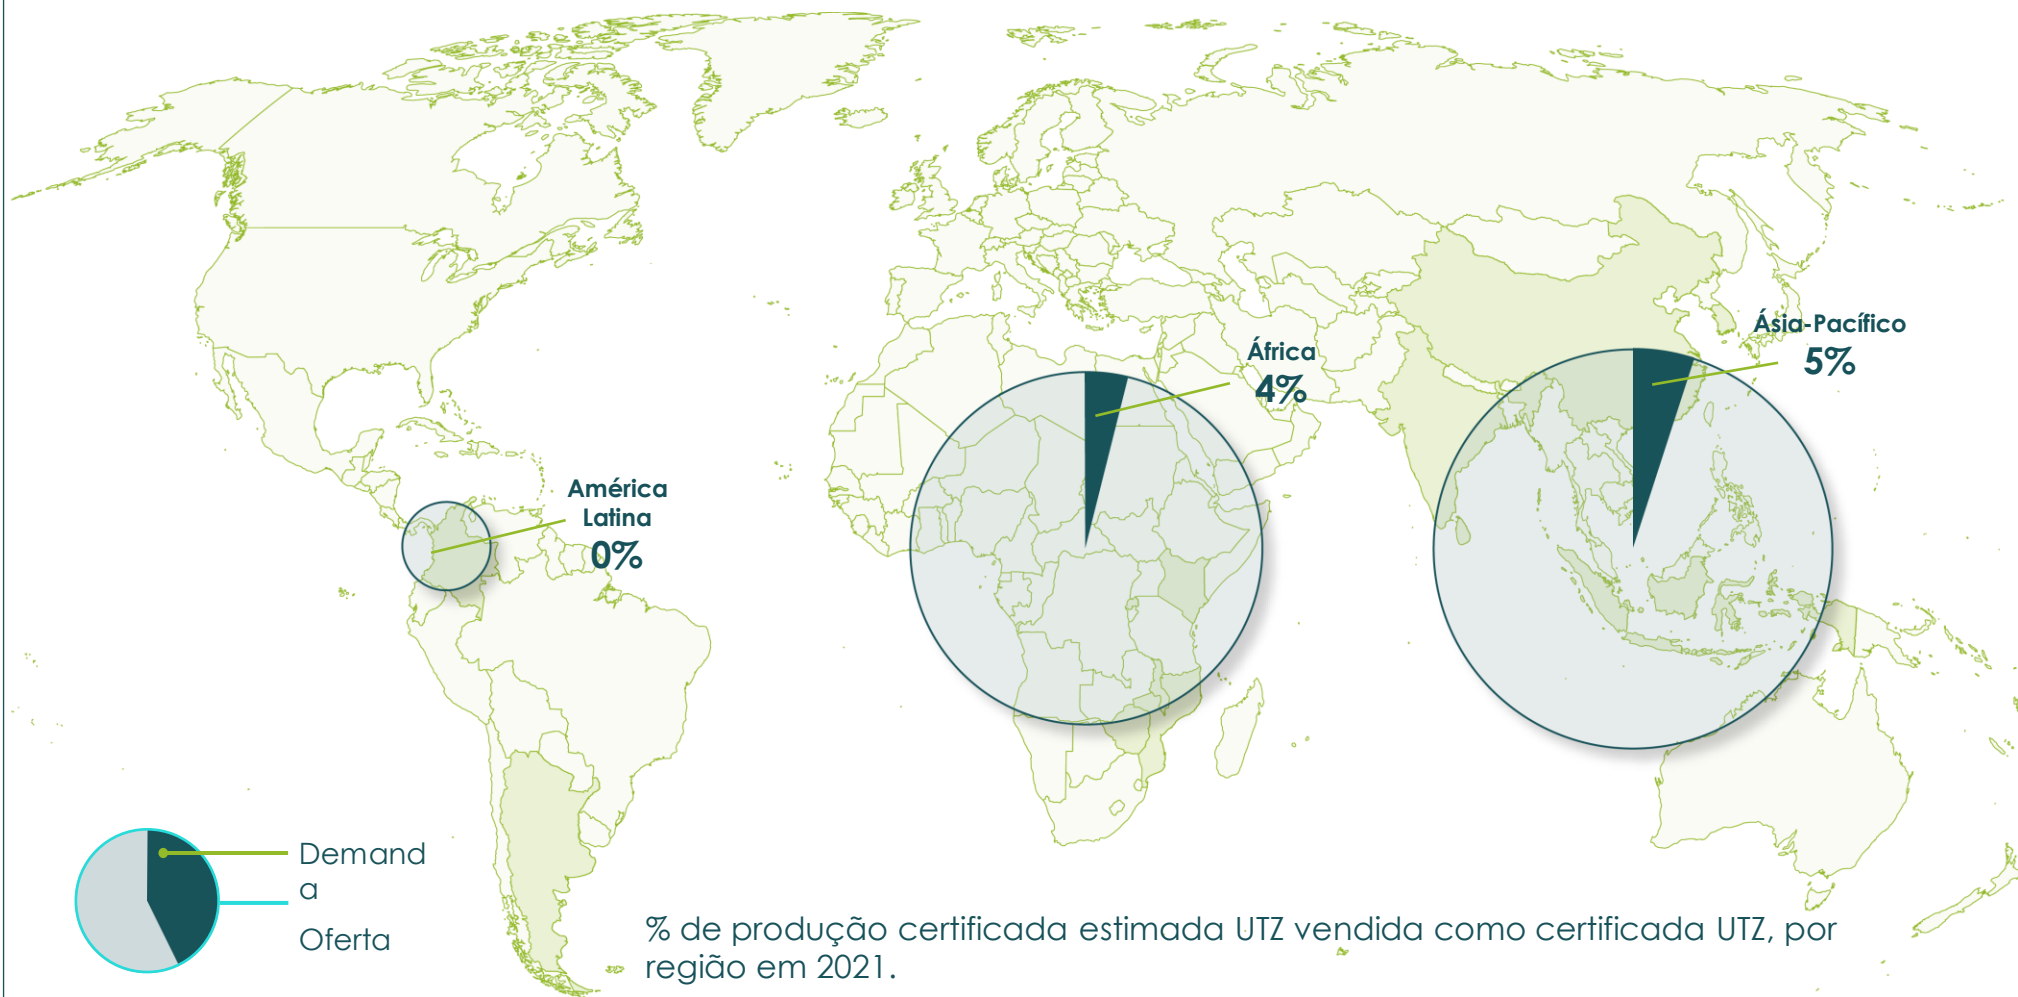 Ásia-Pacífico
5%
África
4%
América
Latina
0%
Demand
a
Oferta
% de produção certificada estimada UTZ vendida como certificada UTZ, por
região em 2021.